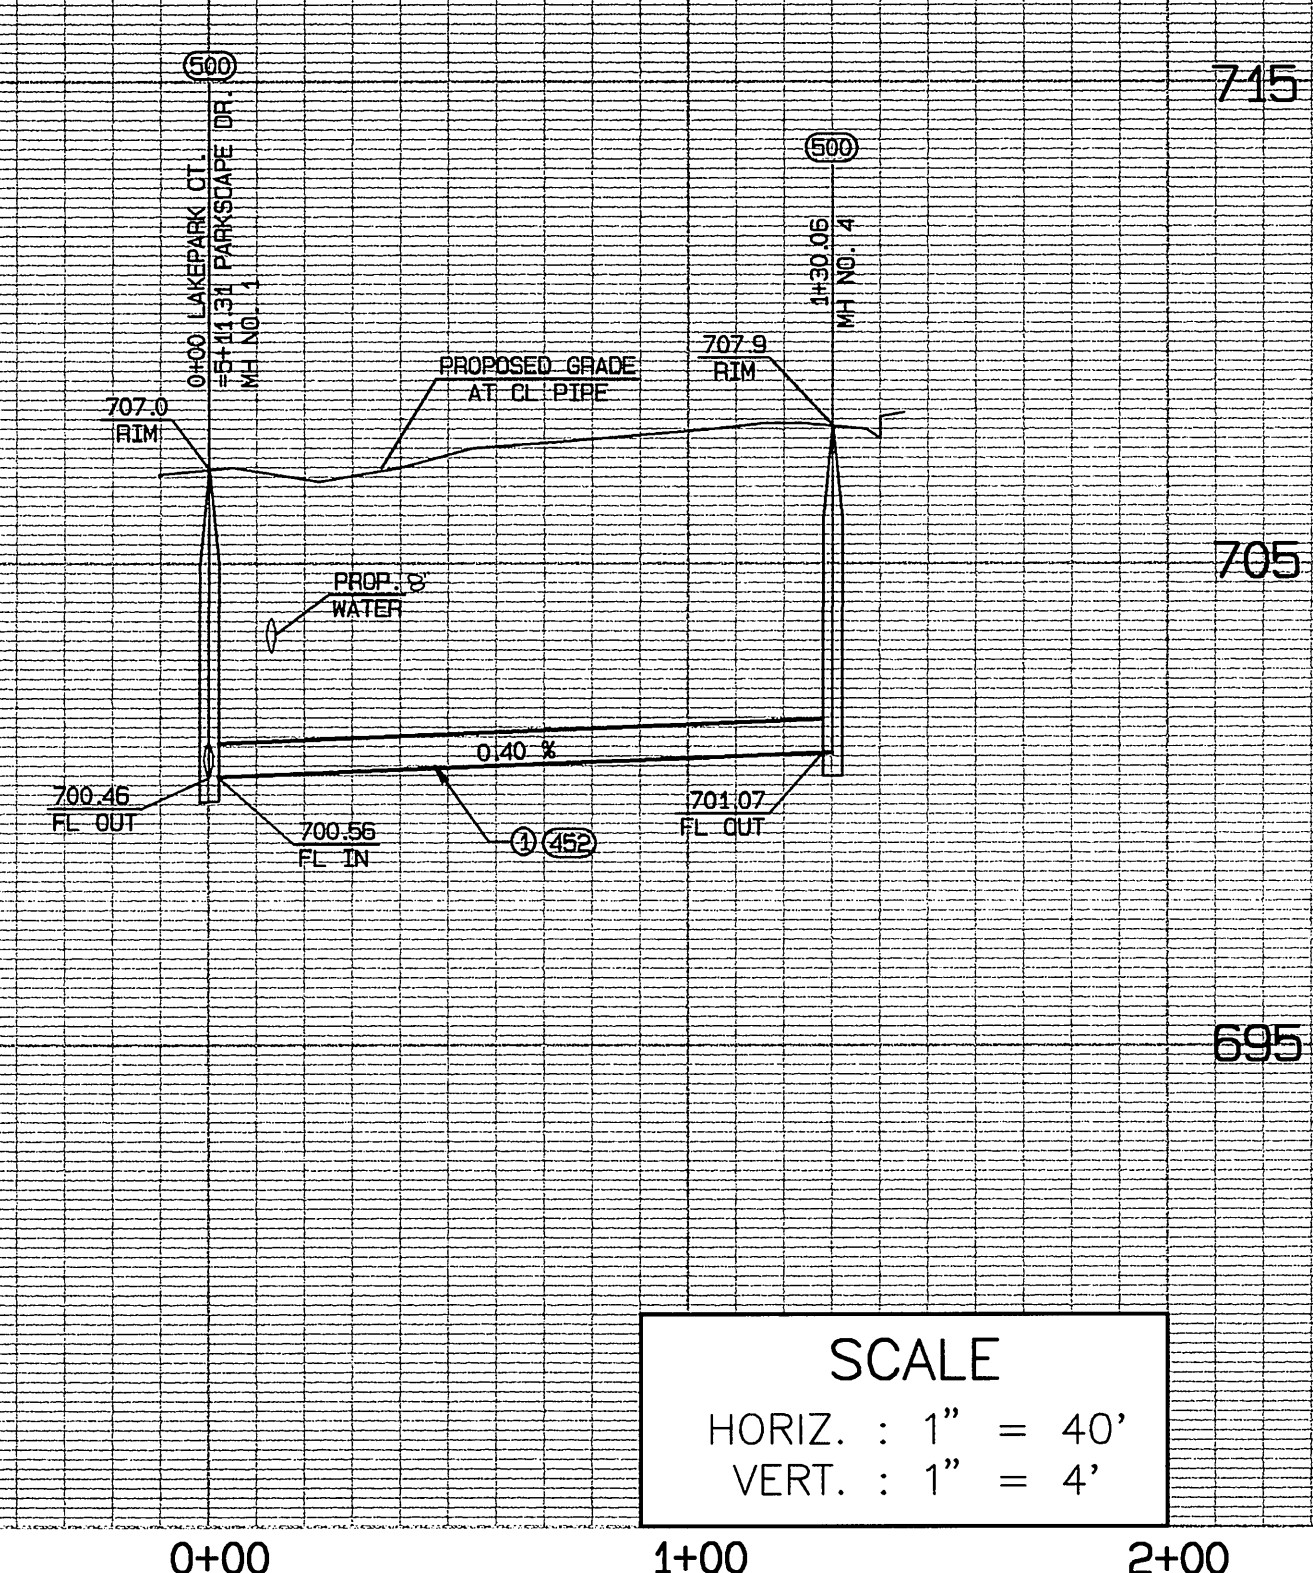 500
715
0+00 LAKEPARK CT.
=5+11.31 PARKSCAPE DR.
MH NO. 1
500
1+30.06
MH NO. 4
707.9
RIM
PROPOSED GRADE
AT CL PIPE
707.0
RIM
705
PROP. 8"
WATER
0.40 %
700.46
FL OUT
701.07
FL OUT
700.56
FL IN
1 452
695
SCALE
HORIZ. : 1" = 40'
VERT. : 1" = 4'
0+00 1+00 2+00